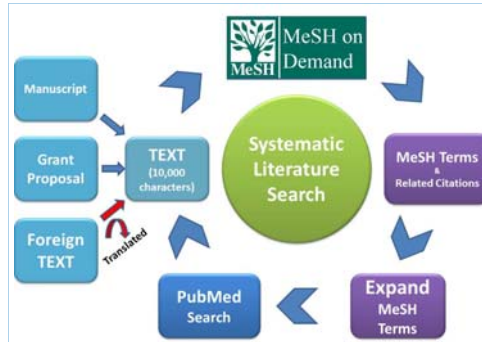 MeSH
MeSH on
Demand
Manuscript
Grant
Proposal
Foreign
TEXT
Translated
TEXT
(10,000
characters)
Systematic
Literature
Search
MeSH Terms
&
Related Citations
Expand
MeSH
Terms
PubMed
Search